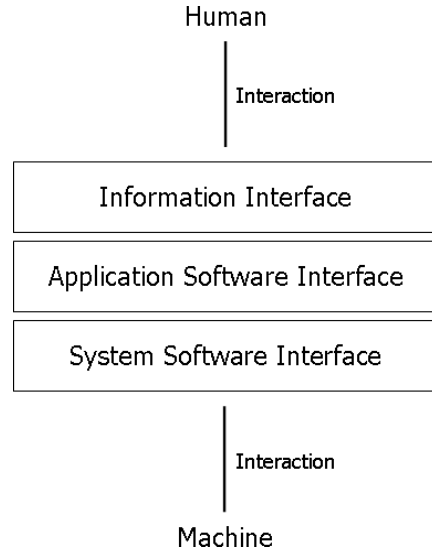 Human
Interaction
Information Interface
Application Software Interface
System Software Interface
Interaction
Machine